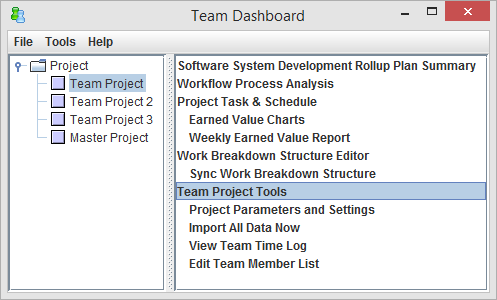 Team Dashboard
File Tools Help
Project
Team Project
Team Project 2
Team Project 3
Master Project
Software System Development Rollup Plan Summary
Workflow Process Analysis
Project Task & Schedule
Earned Value Charts
Weekly Earned Value Report
Work Breakdown Structure Editor
Sync Work Breakdown Structure
Team Project Tools
Project Parameters and Settings
Import All Data Now
View Team Time Log
Edit Team Member List